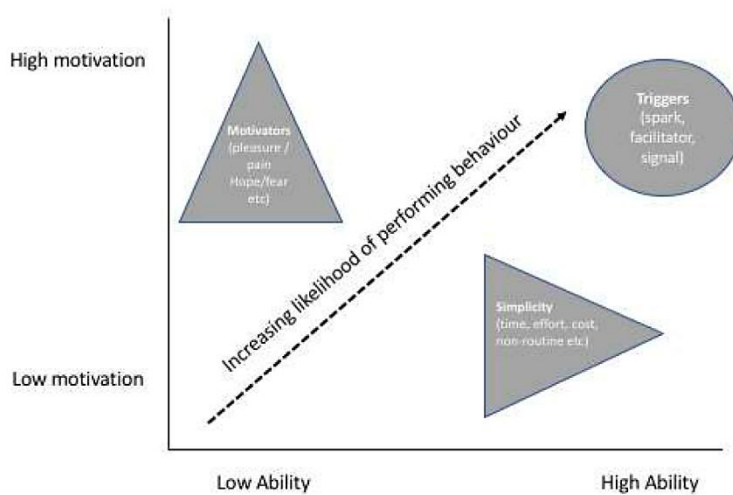 High motivation
Motivators
(pleasure /
pain
Hope/fear
etc)
Triggers
(spark,
facilitator,
signal)
Increasing likelihood of performing behaviour
Simplicity
(time, effort, cost,
non-routine etc)
Low motivation
Low Ability
High Ability